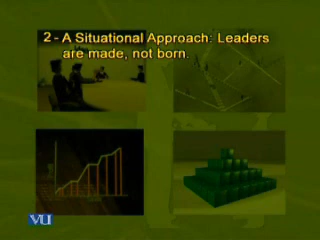 2 - A Situational Approach: Leaders
are made, not born.
VU